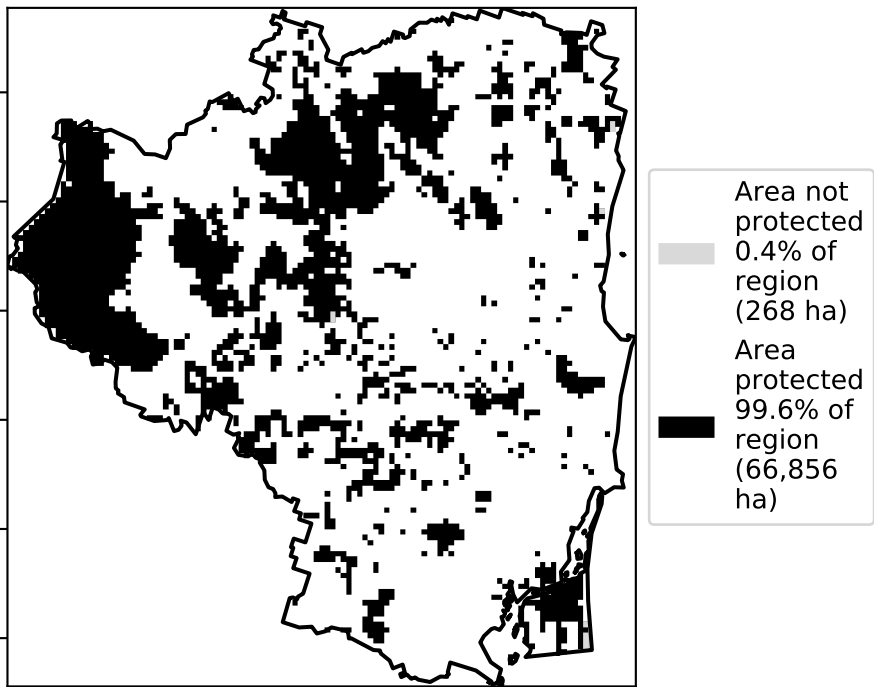 Area not
protected
0.4% of
region
(268 ha)
Area
protected
99.6% of
region
(66,856
ha)